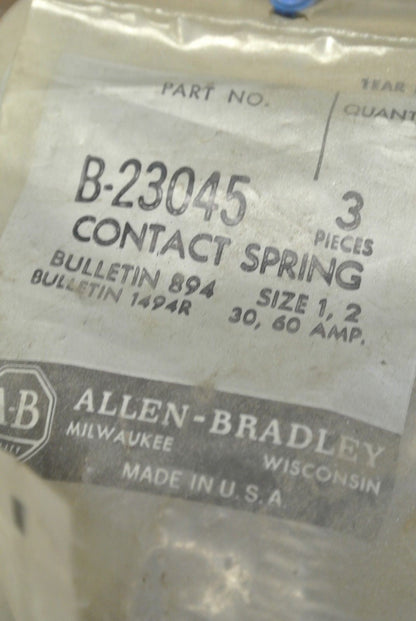 PART NO.
TEAR
QUANT
B-23045
3
PIECES
CONTACT SPRING
BULLETIN 894 SIZE 1, 2
BULLETIN 1494R 30, 60 AMP.
A-B
ALLEN-BRADLEY
MILWAUKEE WISCONSIN
MADE IN U.S.A